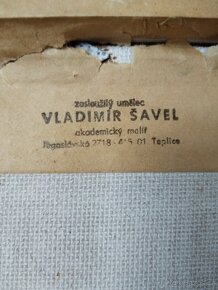 zasloužilý umělec
VLADIMÍR ŠAVEL
akademický malíř
Jugoslávská 2718 - 415 01 Teplice